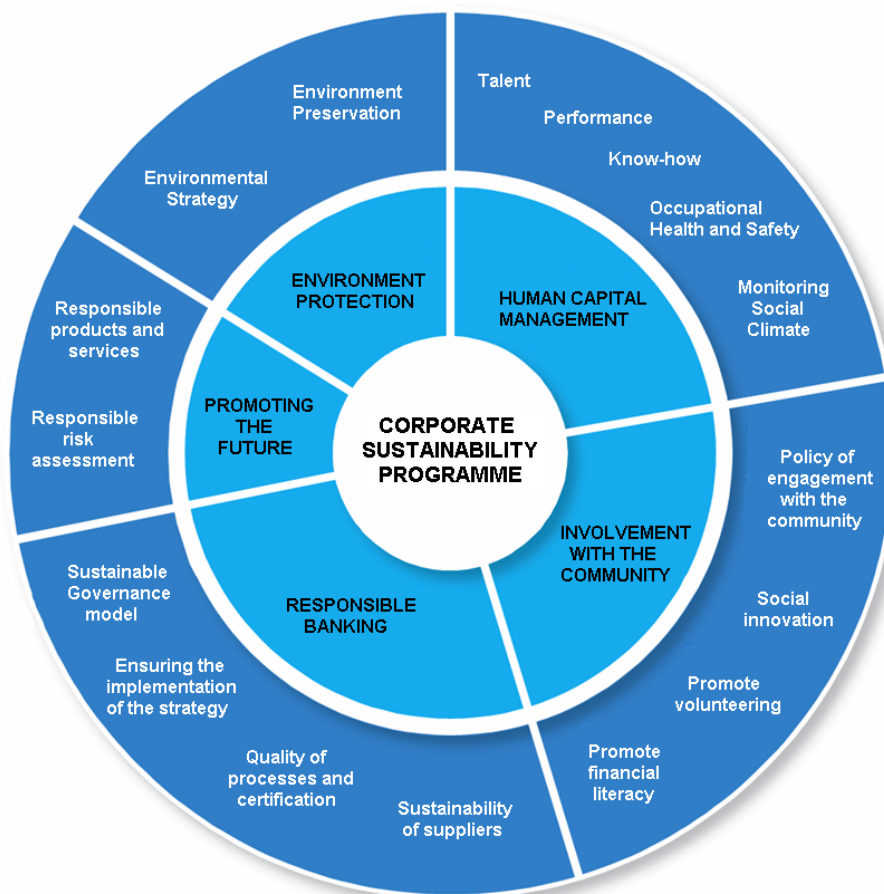 CORPORATE
SUSTAINABILITY
PROGRAMME
HUMAN CAPITAL
MANAGEMENT
Talent
Performance
Know-how
Occupational
Health and Safety
Monitoring
Social
Climate
INVOLVEMENT
WITH THE
COMMUNITY
Policy of
engagement
with the
community
Social
innovation
Promote
volunteering
Promote
financial
literacy
RESPONSIBLE
BANKING
Sustainability
of suppliers
Quality of
processes and
certification
Ensuring the
implementation
of the strategy
Sustainable
Governance
model
PROMOTING
THE
FUTURE
Responsible
risk
assessment
Responsible
products and
services
ENVIRONMENT
PROTECTION
Environmental
Strategy
Environment
Preservation